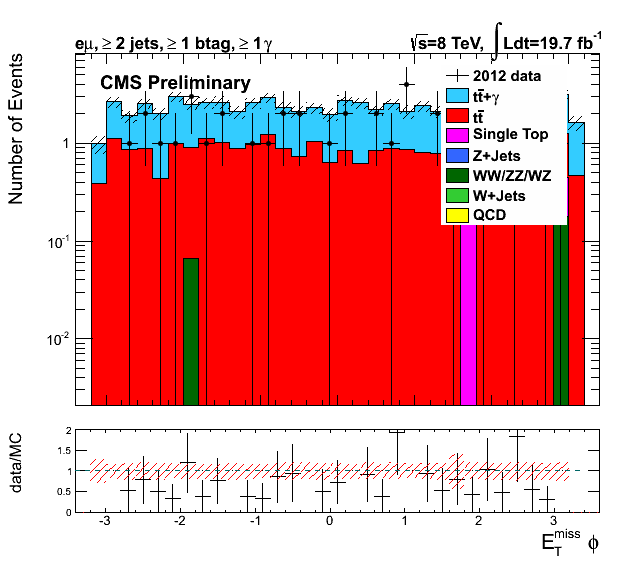 eμ, ≥ 2 jets, ≥ 1 btag, ≥ 1 γ
√s=8 TeV, ∫Ldt=19.7 fb⁻¹
CMS Preliminary
2012 data
tt̄+γ
tt̄
Single Top
Z+Jets
WW/ZZ/WZ
W+Jets
QCD
Number of Events
1
10⁻¹
10⁻²
data/MC
2
1.5
1
0.5
0
-3 -2 -1 0 1 2 3
E_T^miss ϕ